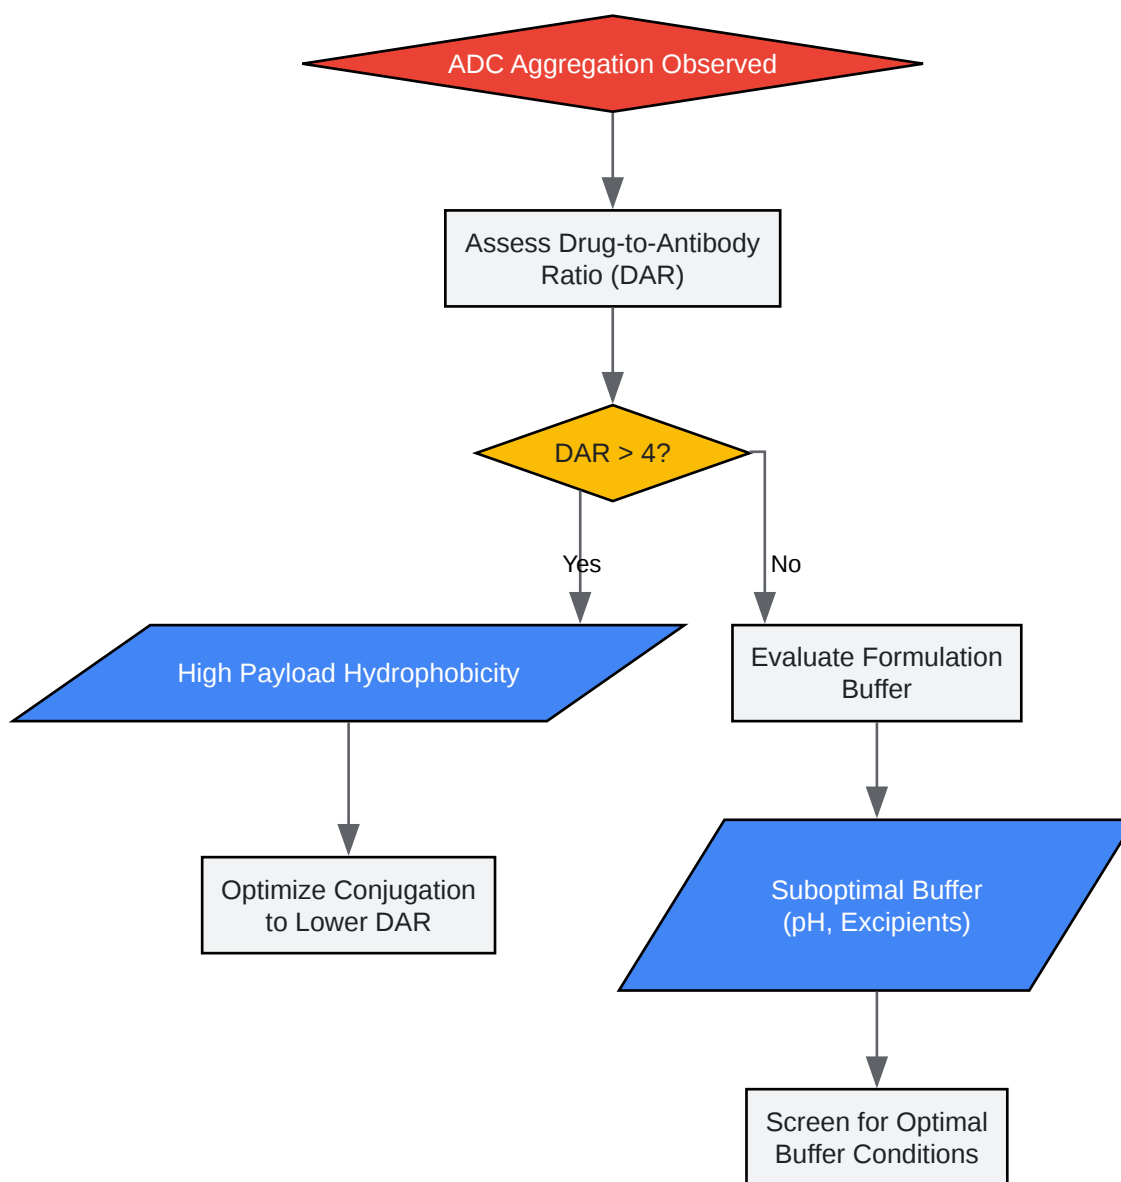 ADC Aggregation Observed
Assess Drug-to-Antibody
Ratio (DAR)
DAR > 4?
Yes
No
High Payload Hydrophobicity
Evaluate Formulation
Buffer
Optimize Conjugation
to Lower DAR
Suboptimal Buffer
(pH, Excipients)
Screen for Optimal
Buffer Conditions